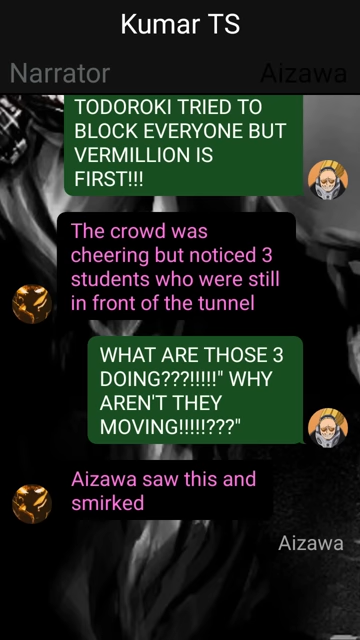 Kumar TS
Narrator
Aizawa
TODOROKI TRIED TO
BLOCK EVERYONE BUT
VERMILLION IS
FIRST!!!
The crowd was
cheering but noticed 3
students who were still
in front of the tunnel
WHAT ARE THOSE 3
DOING???!!!!!" WHY
AREN'T THEY
MOVING!!!!!???"
Aizawa saw this and
smirked
Aizawa